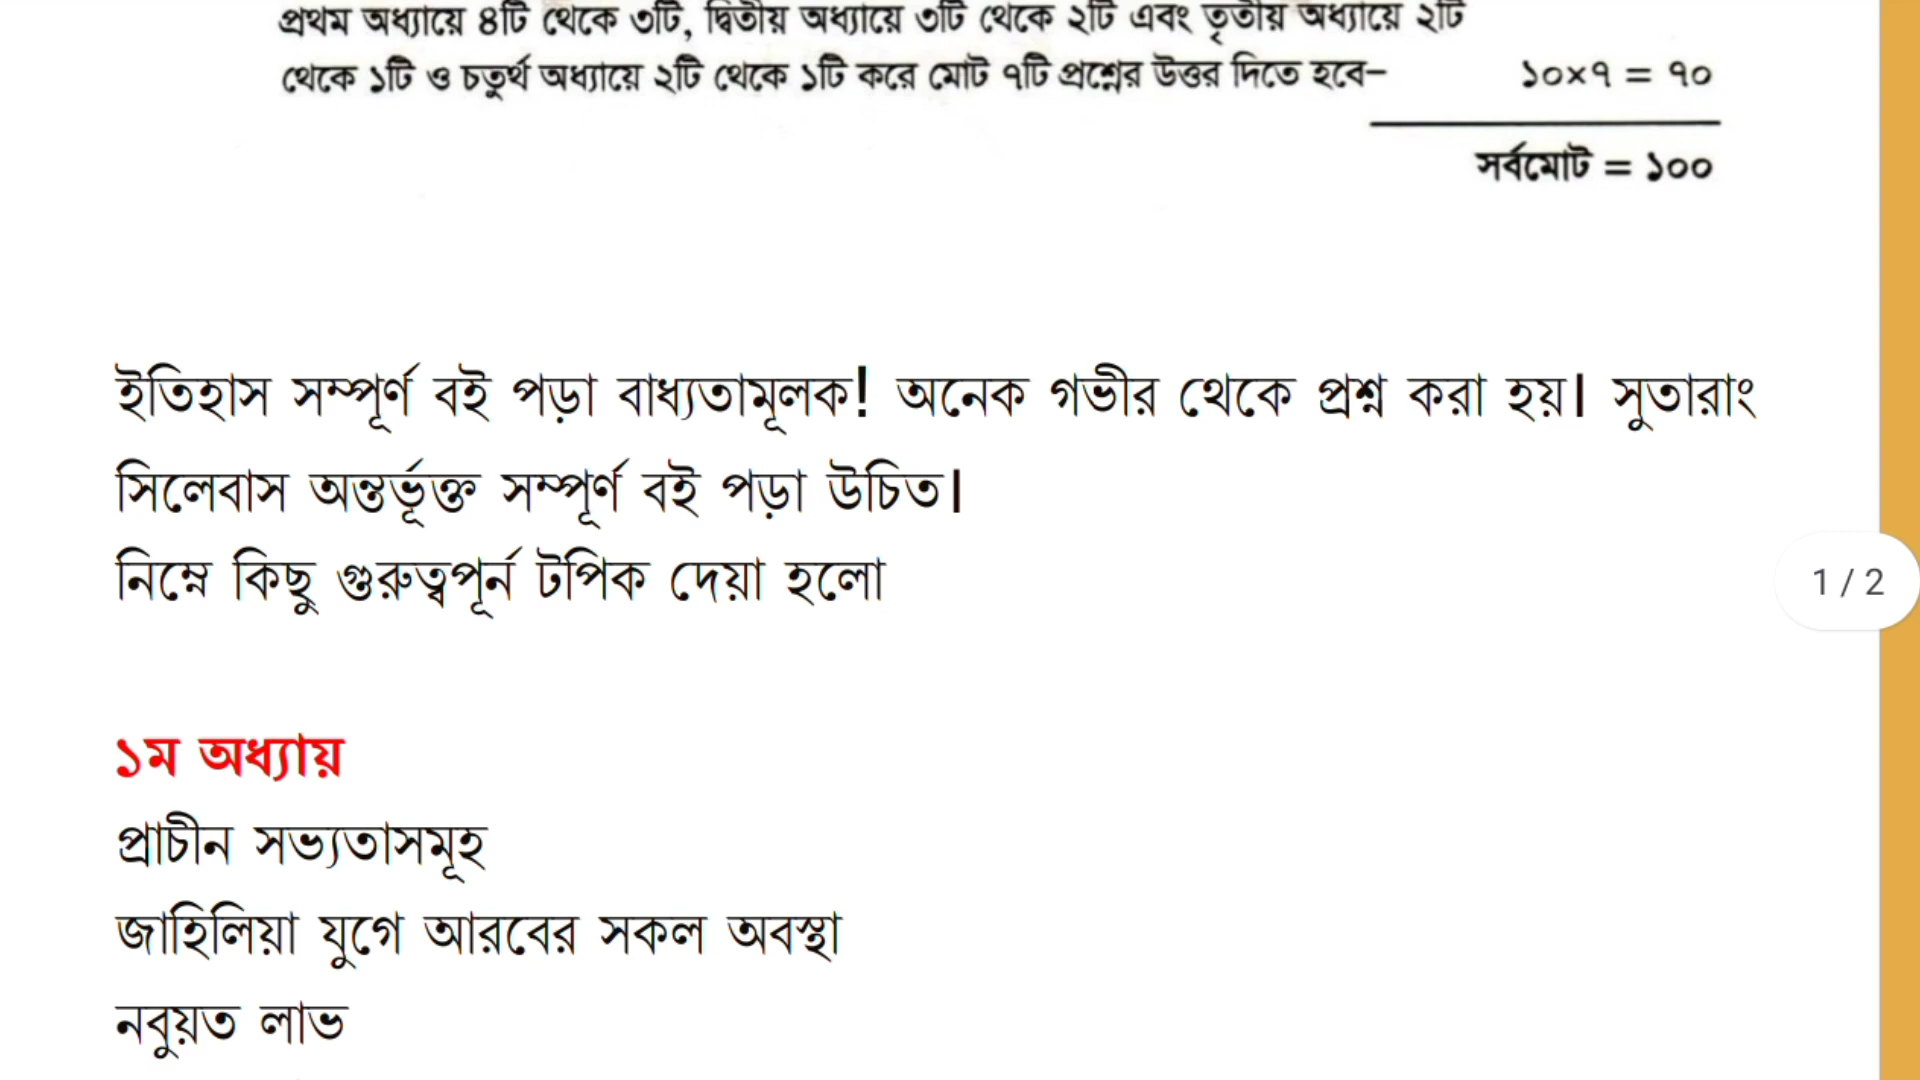 প্রথম অধ্যায়ে ৪টি থেকে ৩টি, দ্বিতীয় অধ্যায়ে ৩টি থেকে ২টি এবং তৃতীয় অধ্যায়ে ২টি
থেকে ১টি ও চতুর্থ অধ্যায়ে ২টি থেকে ১টি করে মোট ৭টি প্রশ্নের উত্তর দিতে হবে– ১০×৭ = ৭০
সর্বমোট = ১০০
ইতিহাস সম্পূর্ণ বই পড়া বাধ্যতামূলক! অনেক গভীর থেকে প্রশ্ন করা হয়। সুতারাং
সিলেবাস অন্তর্ভূক্ত সম্পূর্ণ বই পড়া উচিত।
নিম্নে কিছু গুরুত্বপূর্ন টপিক দেয়া হলো
1 / 2
১ম অধ্যায়
প্রাচীন সভ্যতাসমূহ
জাহিলিয়া যুগে আরবের সকল অবস্থা
নবুয়ত লাভ